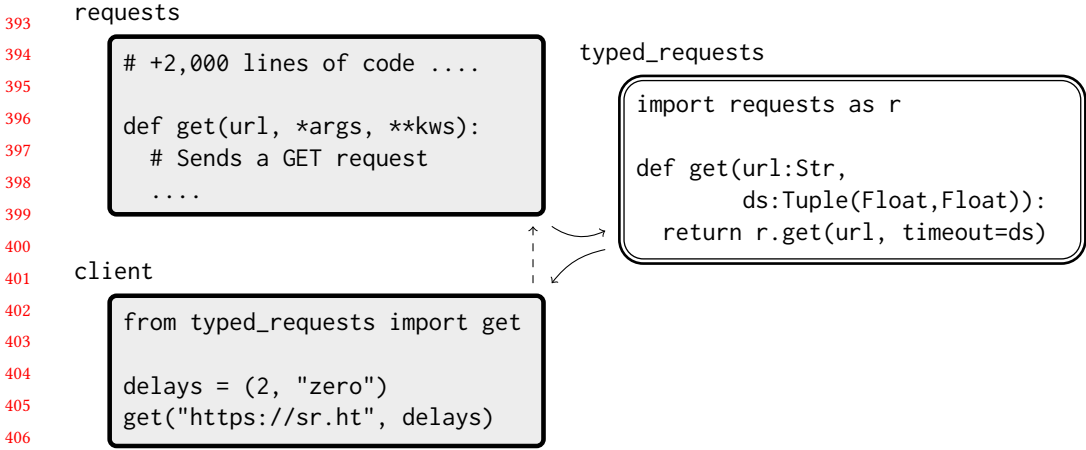 393
394
395
396
397
398
399
400
401
402
403
404
405
406
requests
# +2,000 lines of code ....
def get(url, *args, **kws):
  # Sends a GET request
  ....
typed_requests
import requests as r
def get(url:Str,
        ds:Tuple(Float,Float)):
  return r.get(url, timeout=ds)
client
from typed_requests import get
delays = (2, "zero")
get("https://sr.ht", delays)